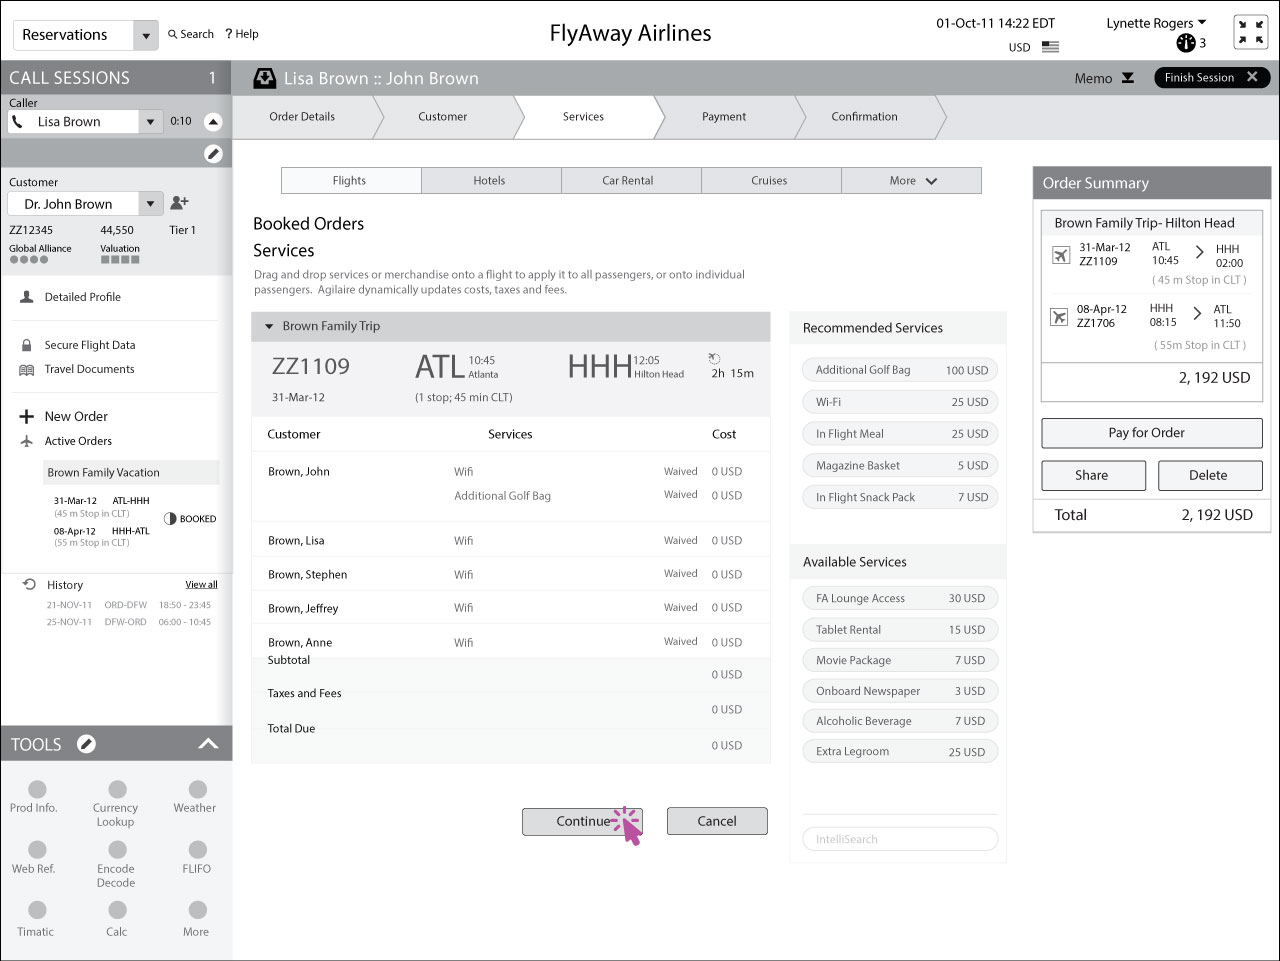 Reservations
Search
? Help
FlyAway Airlines
01-Oct-11 14:22 EDT
USD
Lynette Rogers
3
CALL SESSIONS 1
Caller
Lisa Brown
0:10
Customer
Dr. John Brown
ZZ12345 44,550 Tier 1
Global Alliance Valuation
Detailed Profile
Secure Flight Data
Travel Documents
New Order
Active Orders
Brown Family Vacation
31-Mar-12 ATL-HHH
(45 m Stop in CLT)
BOOKED
08-Apr-12 HHH-ATL
(55 m Stop in CLT)
History View all
21-NOV-11 ORD-DFW 18:50 - 23:45
25-NOV-11 DFW-ORD 06:00 - 10:45
TOOLS
Prod Info.
Currency Lookup
Weather
Web Ref.
Encode Decode
FLIFO
Timatic
Calc
More
Lisa Brown :: John Brown
Memo
Finish Session
Order Details
Customer
Services
Payment
Confirmation
Flights
Hotels
Car Rental
Cruises
More
Booked Orders
Services
Drag and drop services or merchandise onto a flight to apply it to all passengers, or onto individual
passengers. Agilaire dynamically updates costs, taxes and fees.
Brown Family Trip
ZZ1109
31-Mar-12
ATL 10:45 Atlanta
(1 stop; 45 min CLT)
HHH 12:05 Hilton Head
2h 15m
Customer Services Cost
Brown, John Wifi Waived 0 USD
Additional Golf Bag Waived 0 USD
Brown, Lisa Wifi Waived 0 USD
Brown, Stephen Wifi Waived 0 USD
Brown, Jeffrey Wifi Waived 0 USD
Brown, Anne Wifi Waived 0 USD
Subtotal
0 USD
Taxes and Fees
0 USD
Total Due
0 USD
Continue
Cancel
Recommended Services
Additional Golf Bag 100 USD
Wi-Fi 25 USD
In Flight Meal 25 USD
Magazine Basket 5 USD
In Flight Snack Pack 7 USD
Available Services
FA Lounge Access 30 USD
Tablet Rental 15 USD
Movie Package 7 USD
Onboard Newspaper 3 USD
Alcoholic Beverage 7 USD
Extra Legroom 25 USD
IntelliSearch
Order Summary
Brown Family Trip- Hilton Head
31-Mar-12 ATL HHH
ZZ1109 10:45 02:00
( 45 m Stop in CLT )
08-Apr-12 HHH ATL
ZZ1706 08:15 11:50
( 55m Stop in CLT )
2, 192 USD
Pay for Order
Share
Delete
Total 2, 192 USD